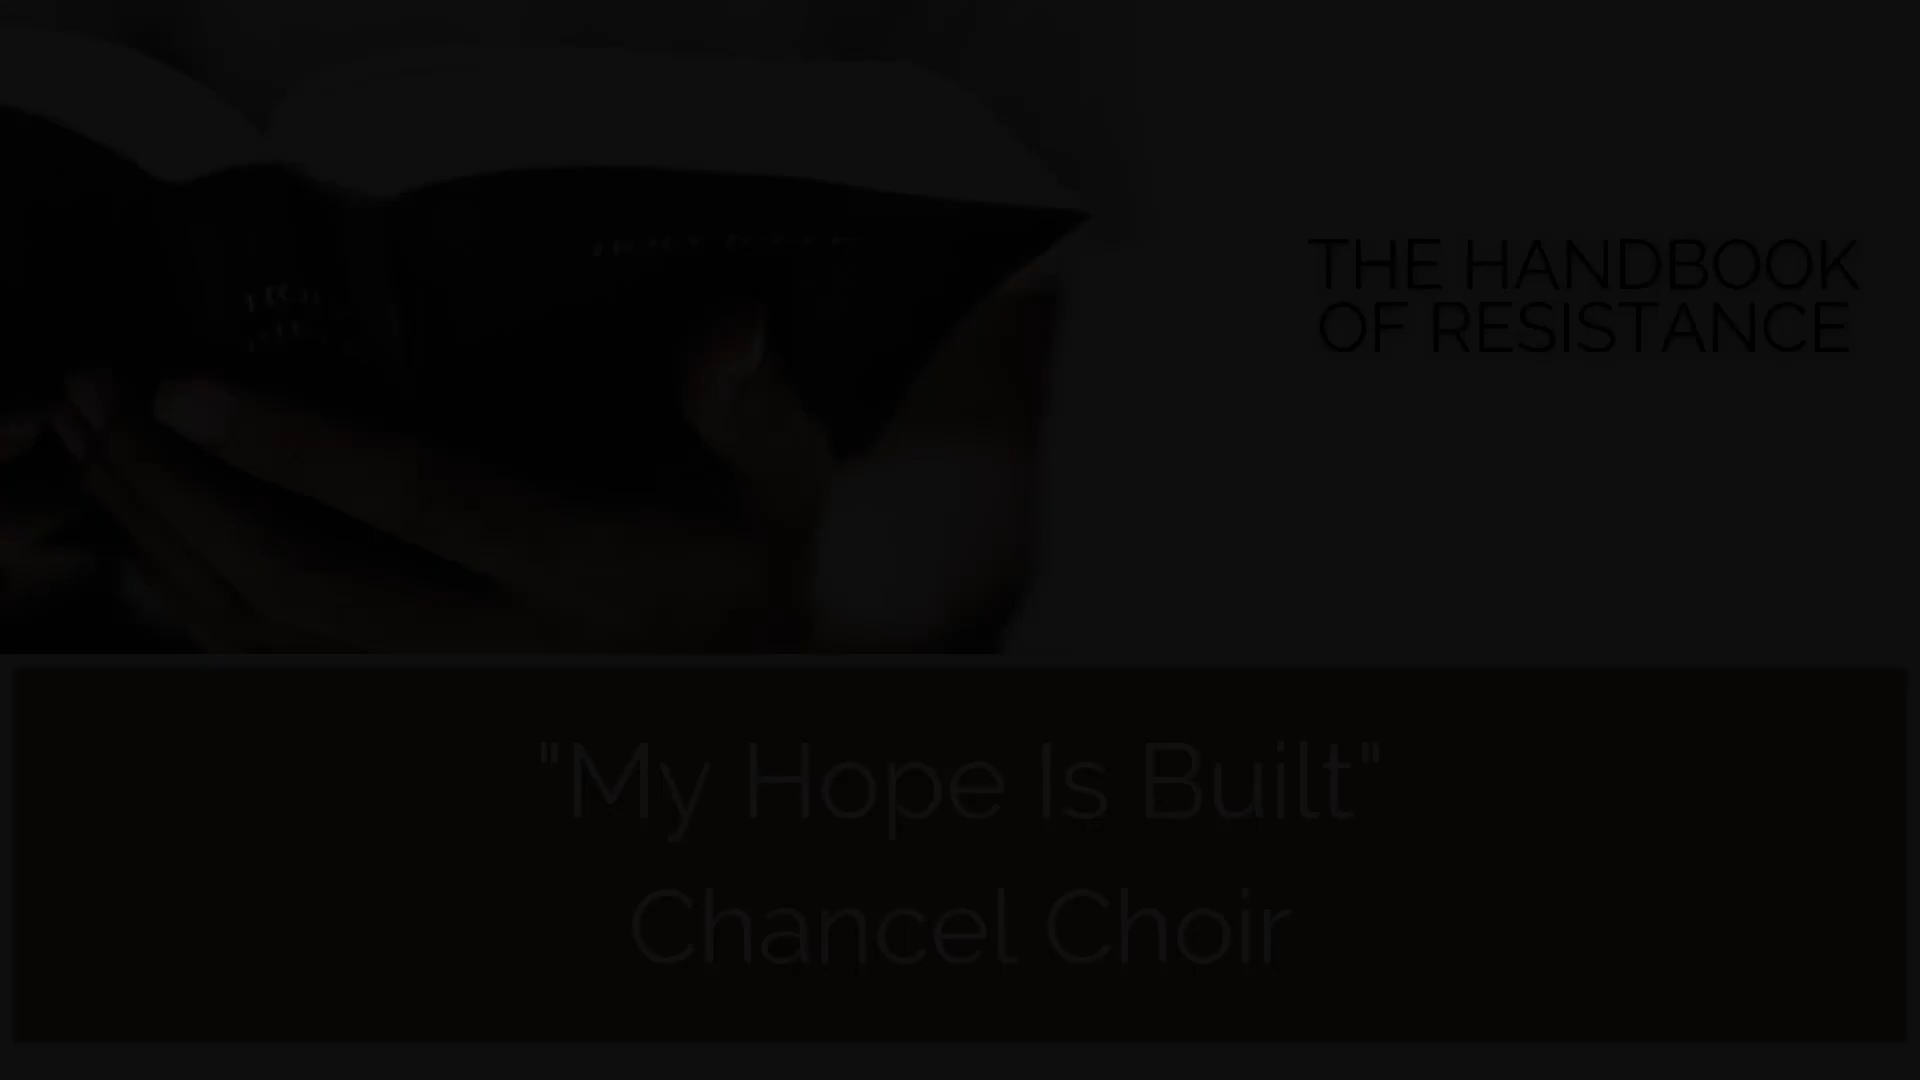 THE HANDBOOK
OF RESISTANCE
"My Hope Is Built"
Chancel Choir